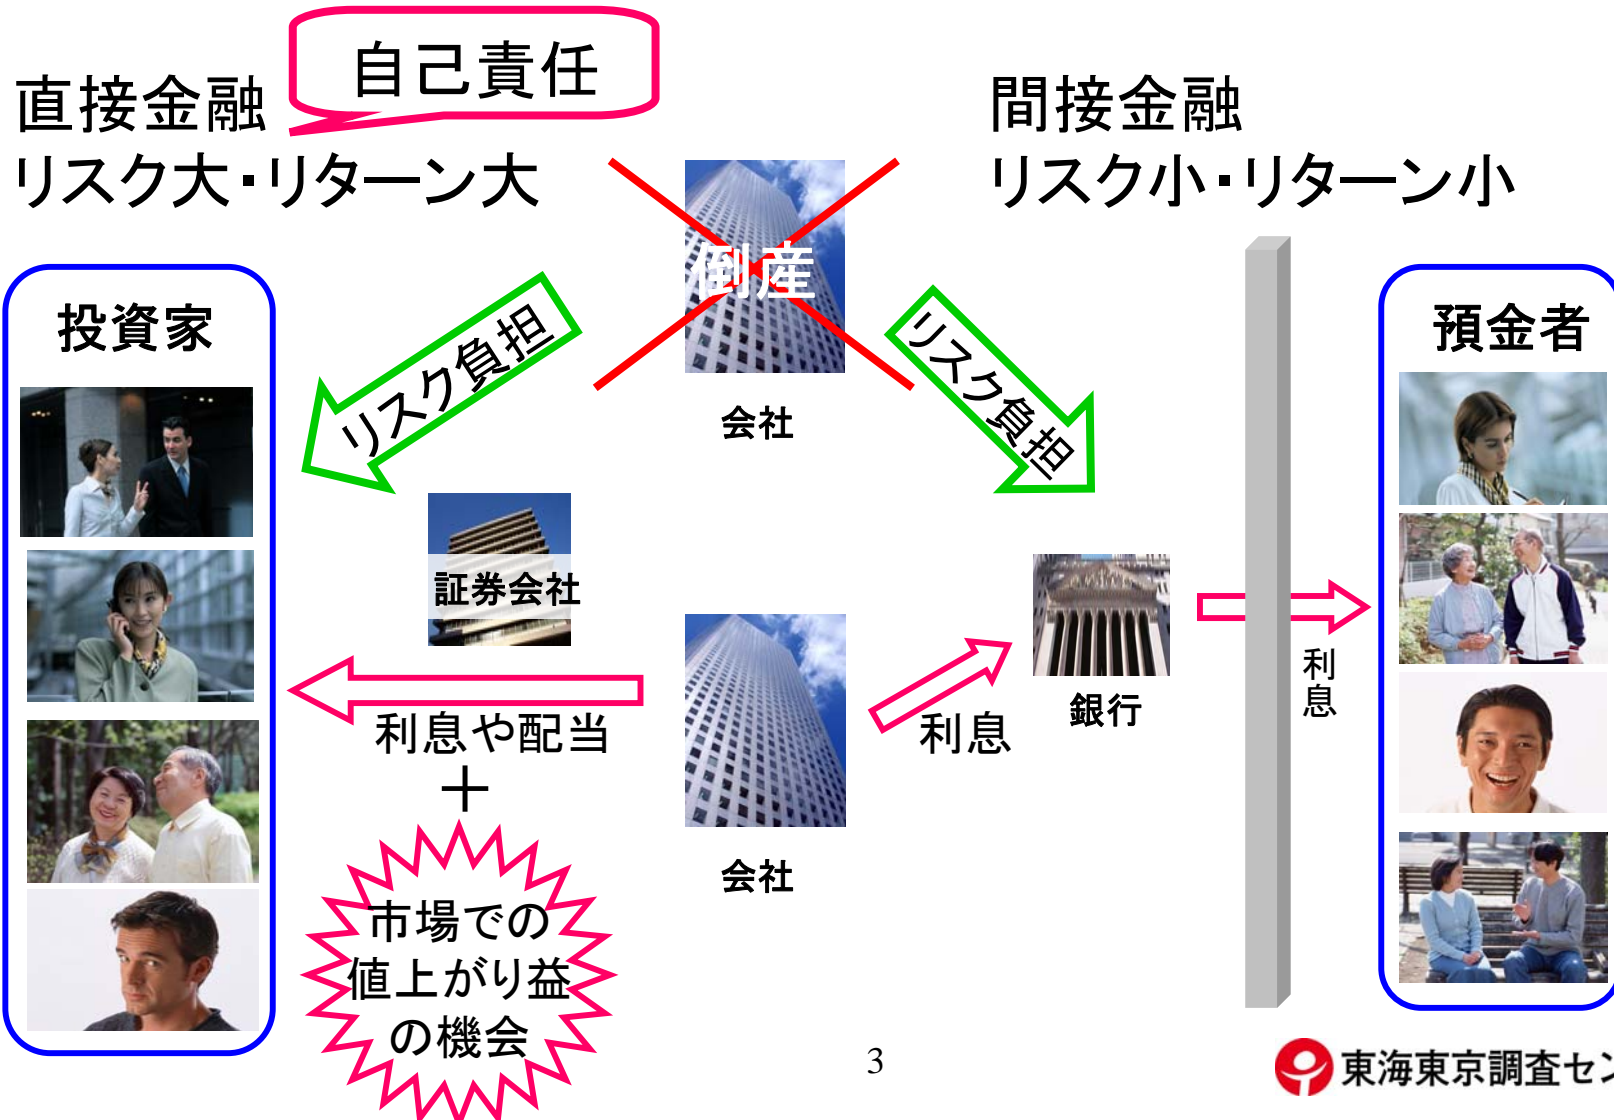 自己責任
直接金融
リスク大・リターン大
間接金融
リスク小・リターン小
倒産
会社
投資家
リスク負担
リスク負担
預金者
証券会社
利息や配当
＋
市場での
値上がり益
の機会
会社
利息
銀行
利息
3
東海東京調査セン